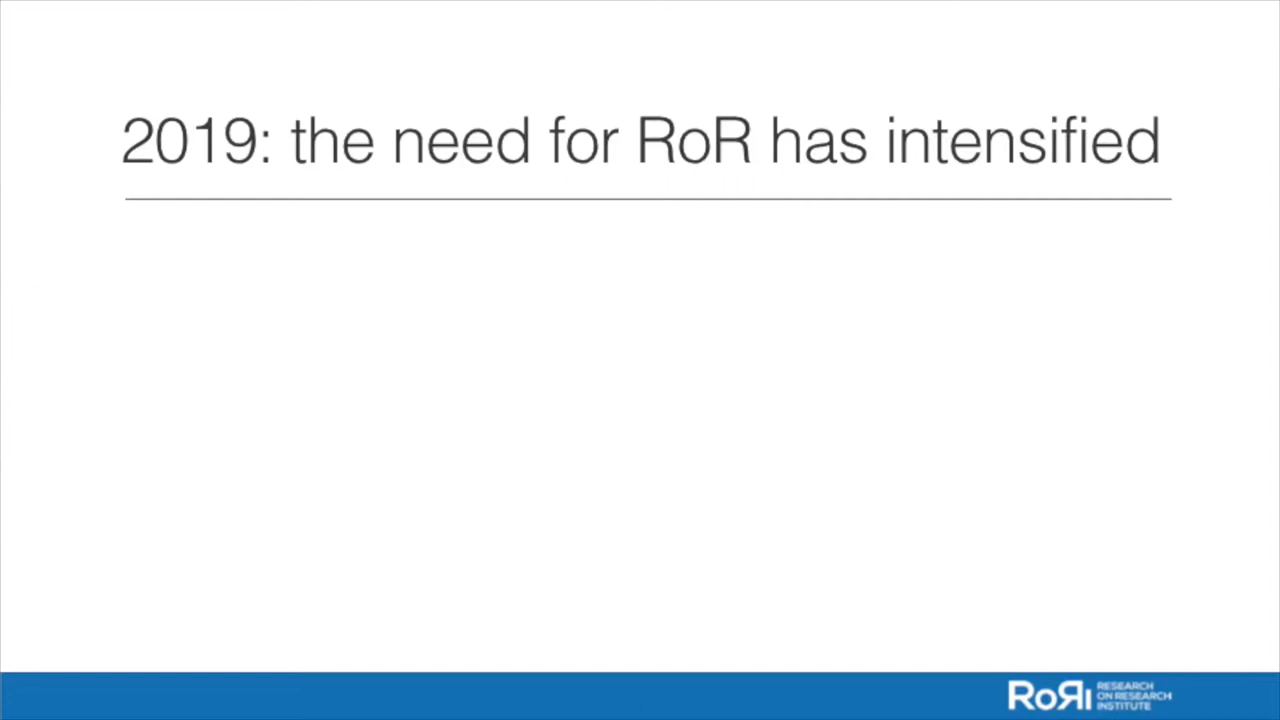 2019: the need for RoR has intensified
RoRI
RESEARCH
ON RESEARCH
INSTITUTE